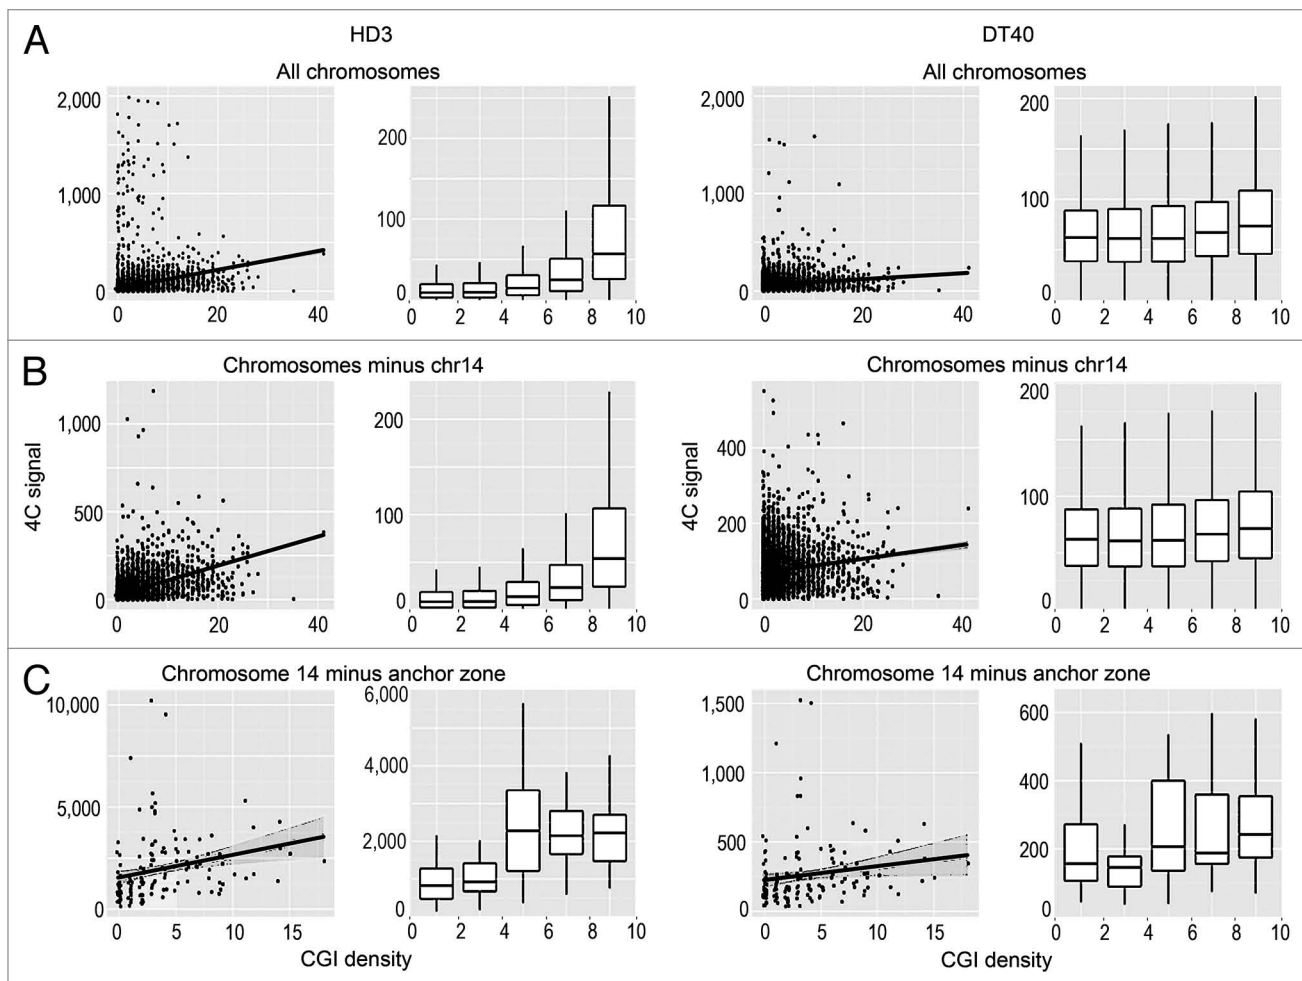 A
HD3
DT40
All chromosomes
All chromosomes
2,000
1,000
0
0 20 40
200
100
0
0 2 4 6 8 10
2,000
1,000
0
0 20 40
200
100
0
0 2 4 6 8 10
B
Chromosomes minus chr14
Chromosomes minus chr14
4C signal
1,000
500
0
0 20 40
200
100
0
0 2 4 6 8 10
4C signal
400
200
0
0 20 40
200
100
0
0 2 4 6 8 10
C
Chromosome 14 minus anchor zone
Chromosome 14 minus anchor zone
10,000
5,000
0
0 5 10 15
6,000
4,000
2,000
0
0 2 4 6 8 10
1,500
1,000
500
0
0 5 10 15
600
400
200
0
0 2 4 6 8 10
CGI density
CGI density